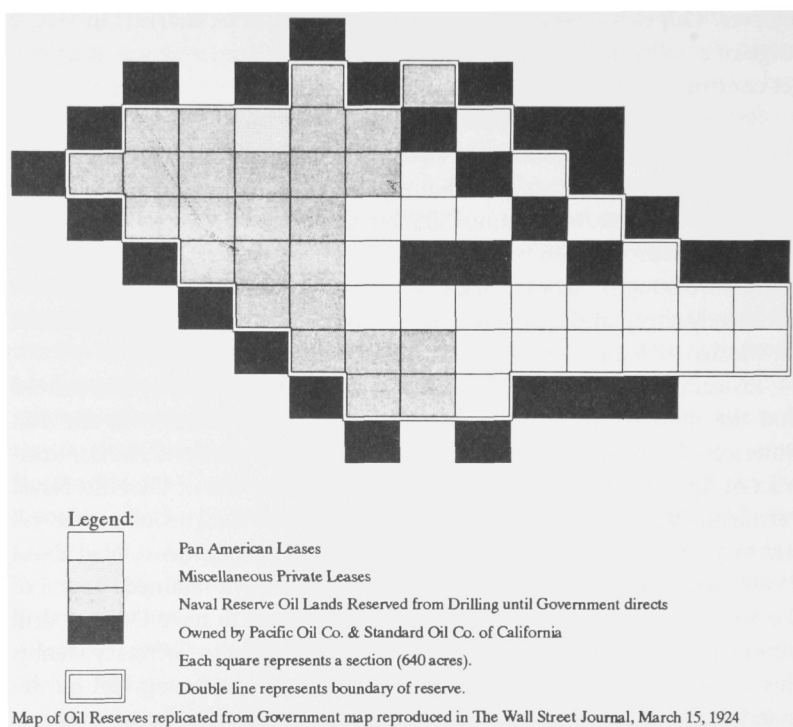 Legend:
Pan American Leases
Miscellaneous Private Leases
Naval Reserve Oil Lands Reserved from Drilling until Government directs
Owned by Pacific Oil Co. & Standard Oil Co. of California
Each square represents a section (640 acres).
Double line represents boundary of reserve.
Map of Oil Reserves replicated from Government map reproduced in The Wall Street Journal, March 15, 1924